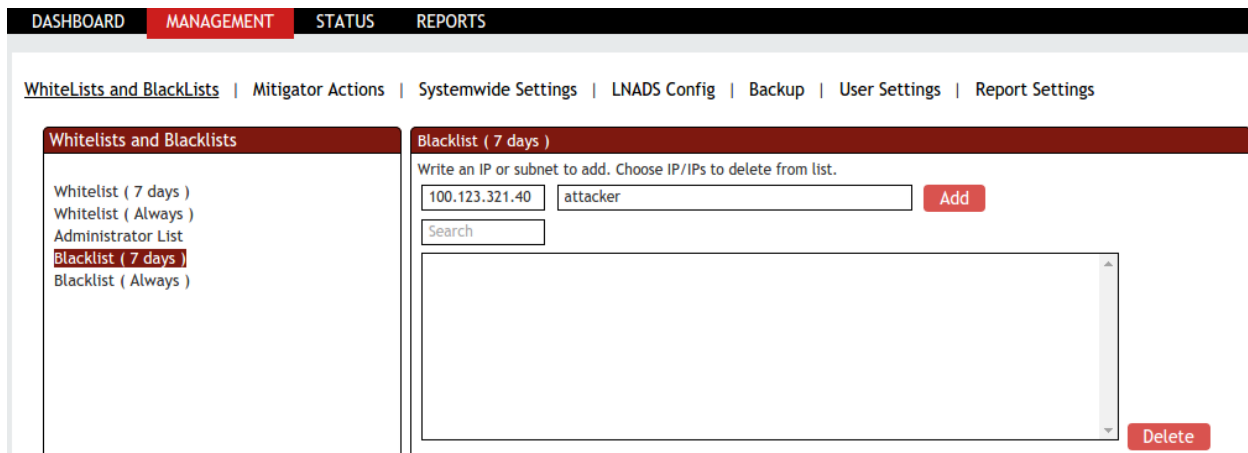 DASHBOARD MANAGEMENT STATUS REPORTS
WhiteLists and BlackLists | Mitigator Actions | Systemwide Settings | LNADS Config | Backup | User Settings | Report Settings
Whitelists and Blacklists
Whitelist ( 7 days )
Whitelist ( Always )
Administrator List
Blacklist ( 7 days )
Blacklist ( Always )
Blacklist ( 7 days )
Write an IP or subnet to add. Choose IP/IPs to delete from list.
100.123.321.40 attacker Add
Search
Delete